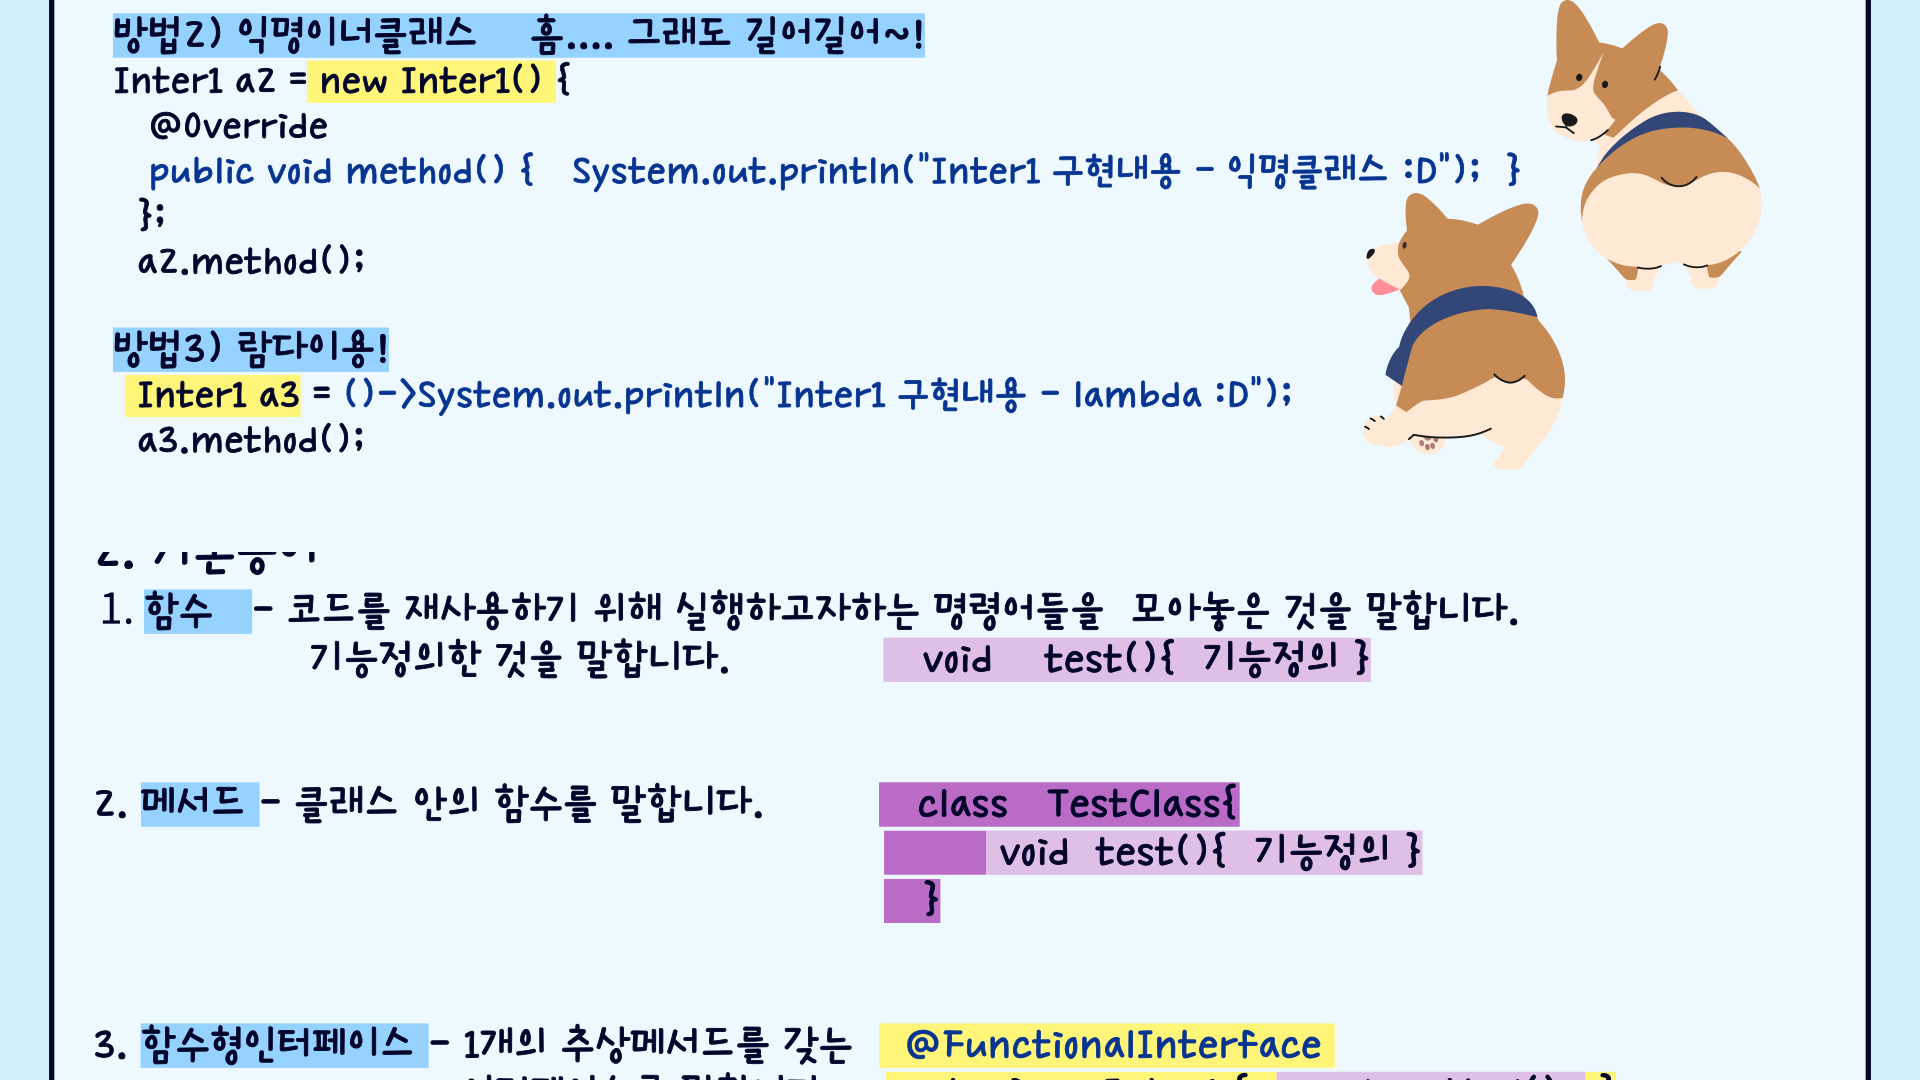 방법2) 익명이너클래스 흠.... 그래도 길어길어~!
Inter1 a2 = new Inter1() {
@Override
public void method() { System.out.println("Inter1 구현내용 - 익명클래스 :D"); }
};
a2.method();
방법3) 람다이용!
Inter1 a3 = ()->System.out.println("Inter1 구현내용 - lambda :D");
a3.method();
1. 함수 - 코드를 재사용하기 위해 실행하고자하는 명령어들을 모아놓은 것을 말합니다.
기능정의한 것을 말합니다. void test(){ 기능정의 }
2. 메서드 - 클래스 안의 함수를 말합니다. class TestClass{
void test(){ 기능정의 }
}
3. 함수형인터페이스 - 1개의 추상메서드를 갖는 @FunctionalInterface